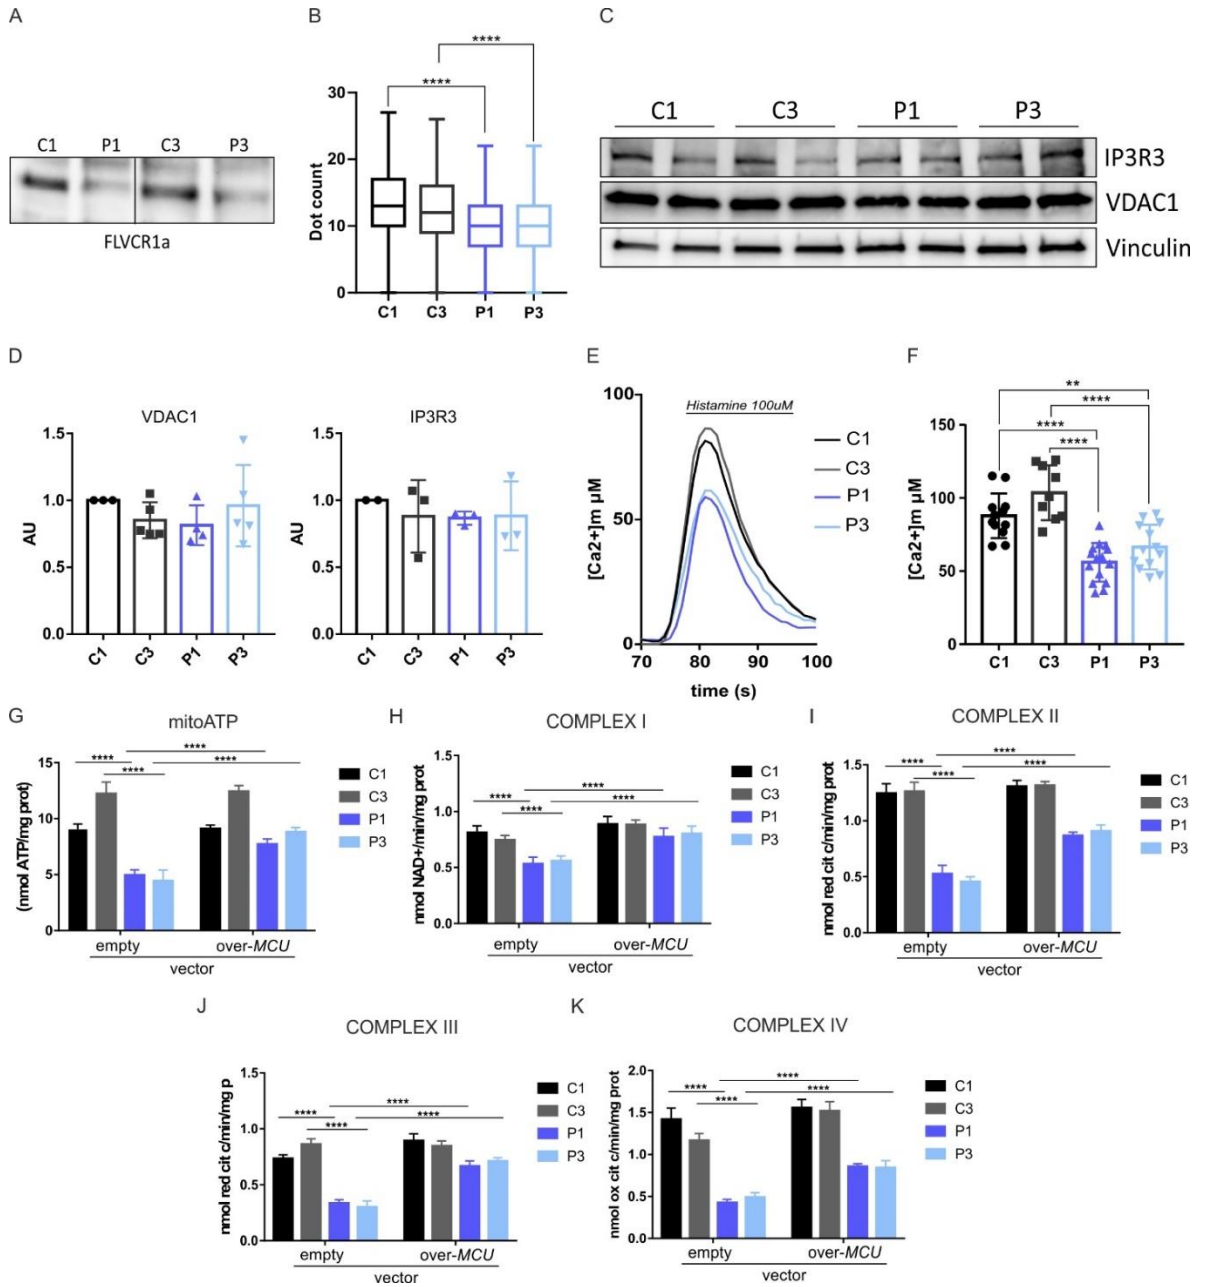 A
C1 P1 C3 P3
FLVCR1a
B
****
****
Dot count
30
20
10
0
C1 C3 P1 P3
C
C1 C3 P1 P3
IP3R3
VDAC1
Vinculin
D
VDAC1
AU
1.5
1.0
0.5
0.0
C1 C3 P1 P3
IP3R3
AU
1.5
1.0
0.5
0.0
C1 C3 P1 P3
E
[Ca2+]m µM
100
50
0
Histamine 100uM
C1
C3
P1
P3
70 80 90 100
time (s)
F
**
****
****
****
[Ca2+]m µM
150
100
50
0
C1 C3 P1 P3
G
mitoATP
(nmol ATP/mg prot)
15
10
5
0
****
****
****
****
C1
C3
P1
P3
empty over-MCU
vector
H
COMPLEX I
nmol NAD+/min/mg prot
1.5
1.0
0.5
0.0
****
****
****
****
C1
C3
P1
P3
empty over-MCU
vector
I
COMPLEX II
nmol red cit c/min/mg prot
1.5
1.0
0.5
0.0
****
****
****
****
C1
C3
P1
P3
empty over-MCU
vector
J
COMPLEX III
nmol red cit c/min/mg p
1.5
1.0
0.5
0.0
****
****
****
****
C1
C3
P1
P3
empty over-MCU
vector
K
COMPLEX IV
nmol ox cit c/min/mg prot
2.0
1.5
1.0
0.5
0.0
****
****
****
****
C1
C3
P1
P3
empty over-MCU
vector